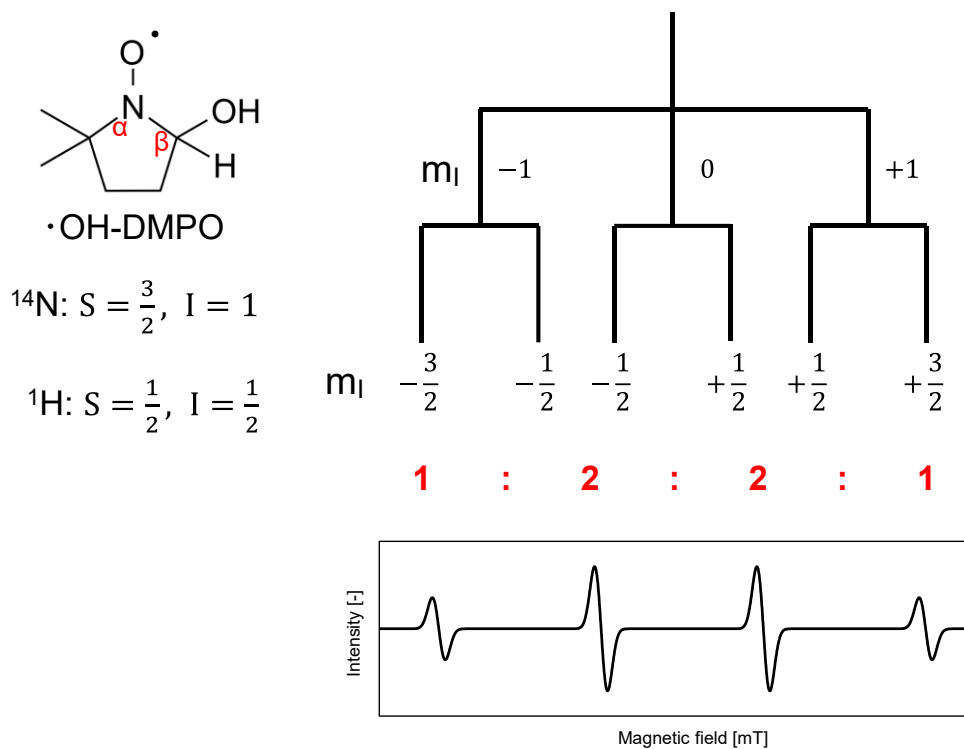 O•
N
OH
α
β
H
·OH-DMPO
¹⁴N: S = 3/2, I = 1
¹H: S = 1/2, I = 1/2
mI −1 0 +1
mI −3/2 −1/2 −1/2 +1/2 +1/2 +3/2
1 : 2 : 2 : 1
Intensity [-]
Magnetic field [mT]